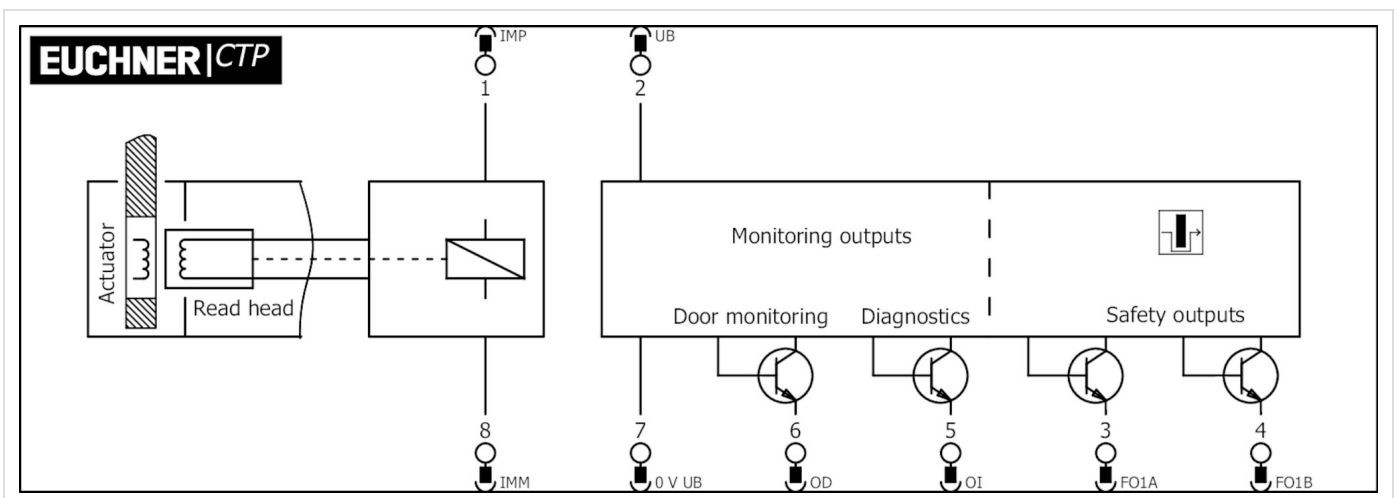 EUCHNER|CTP
IMP
UB
1
2
Actuator
Read head
Monitoring outputs
Door monitoring
Diagnostics
Safety outputs
8
7
6
5
3
4
IMM
0 V UB
OD
OI
FO1A
FO1B